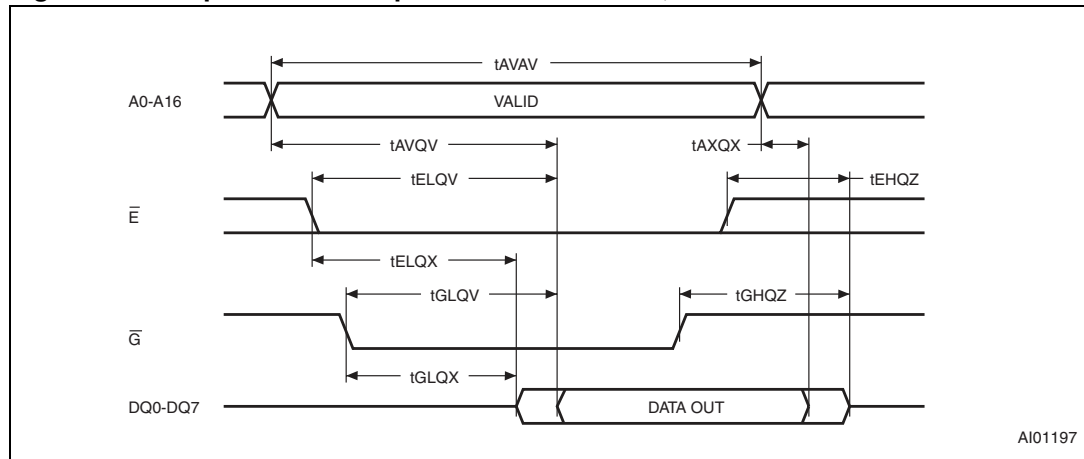 tAVAV
A0-A16
VALID
tAVQV
tAXQX
tELQV
tEHQZ
E̅
tELQX
tGLQV
tGHQZ
G̅
tGLQX
DQ0-DQ7
DATA OUT
AI01197